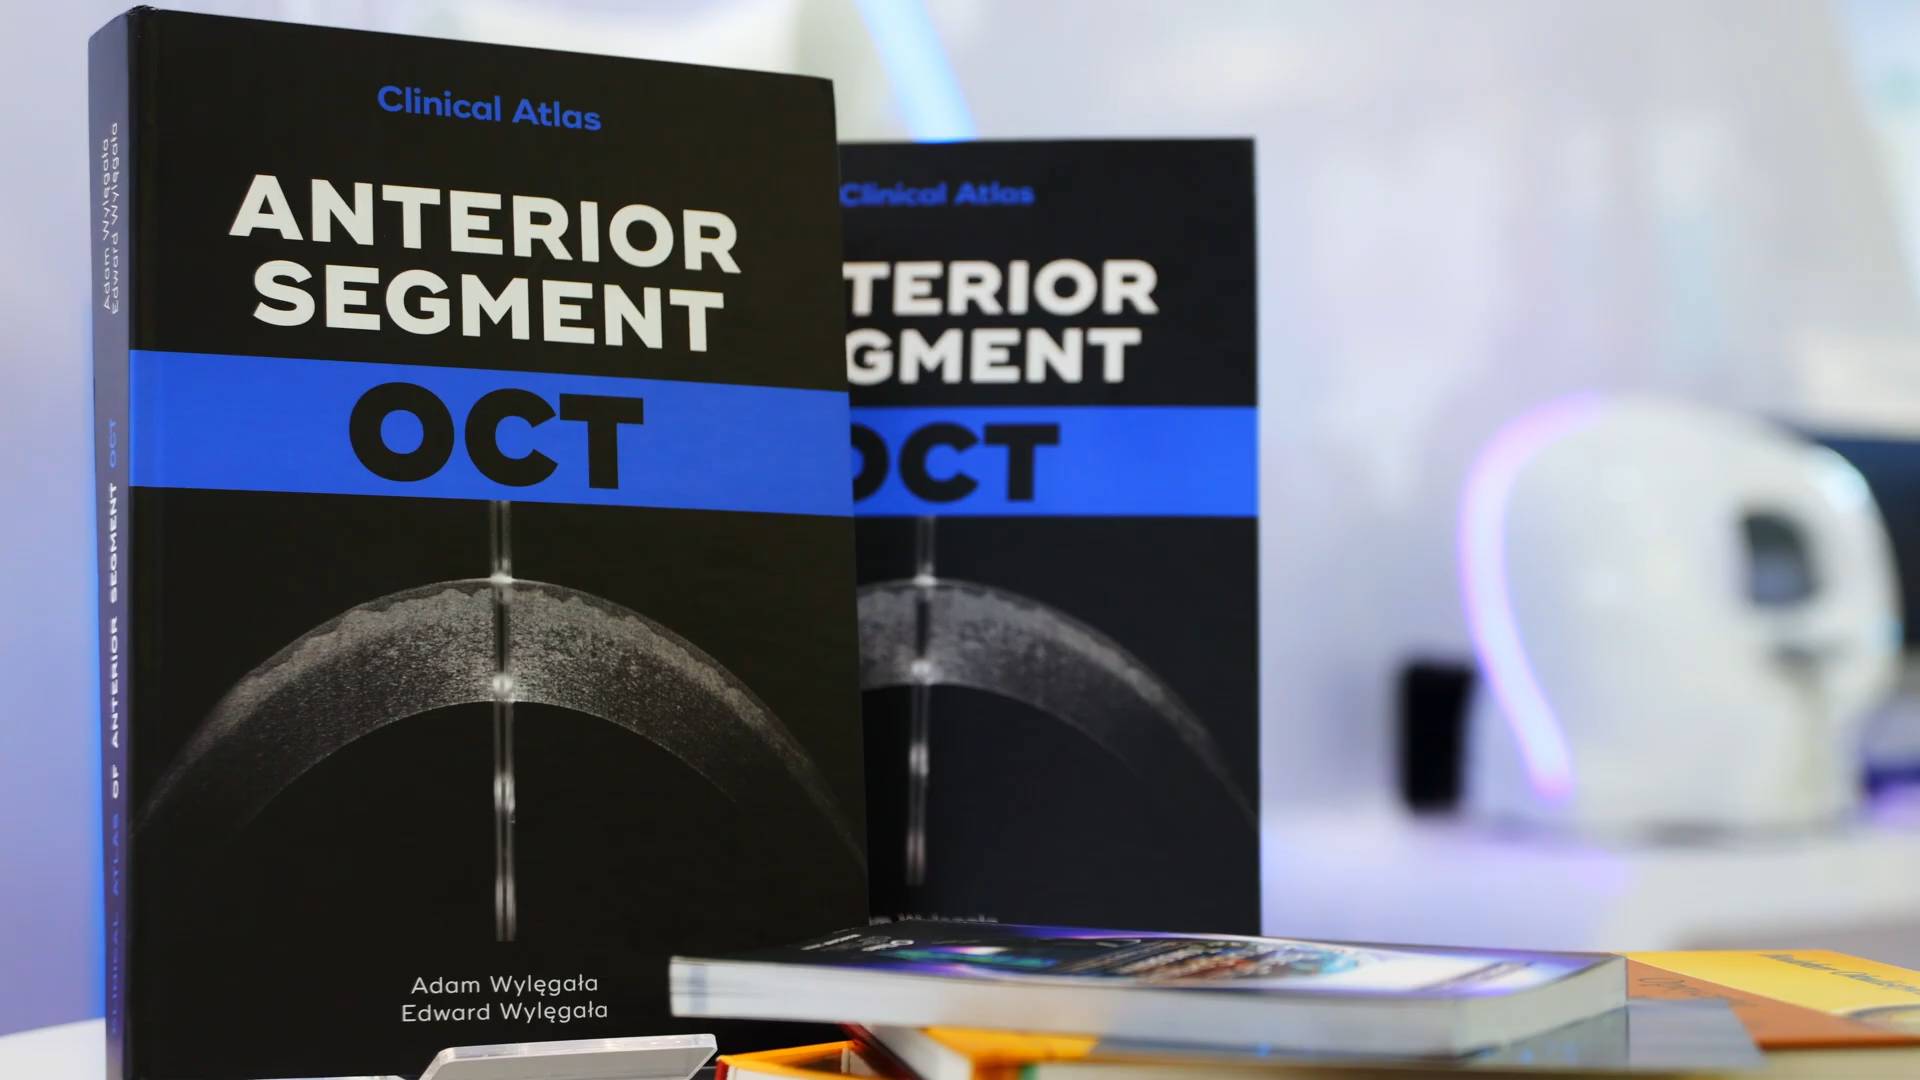 Clinical Atlas
ANTERIOR
SEGMENT
OCT
Adam Wylęgała
Edward Wylęgała
Adam Wylęgała
Edward Wylęgała
CLINICAL ATLAS OF ANTERIOR SEGMENT OCT
Clinical Atlas
TERIOR
GMENT
OCT